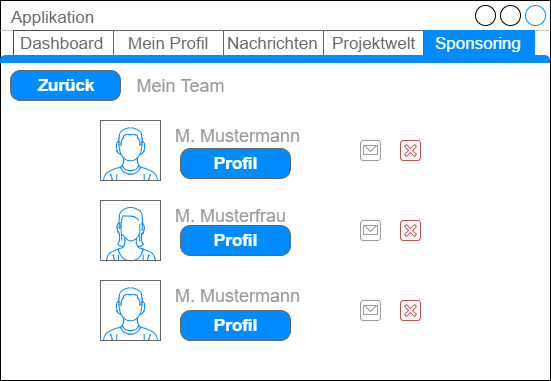 Applikation
Dashboard Mein Profil Nachrichten Projektwelt Sponsoring
Zurück Mein Team
M. Mustermann
Profil
M. Musterfrau
Profil
M. Mustermann
Profil